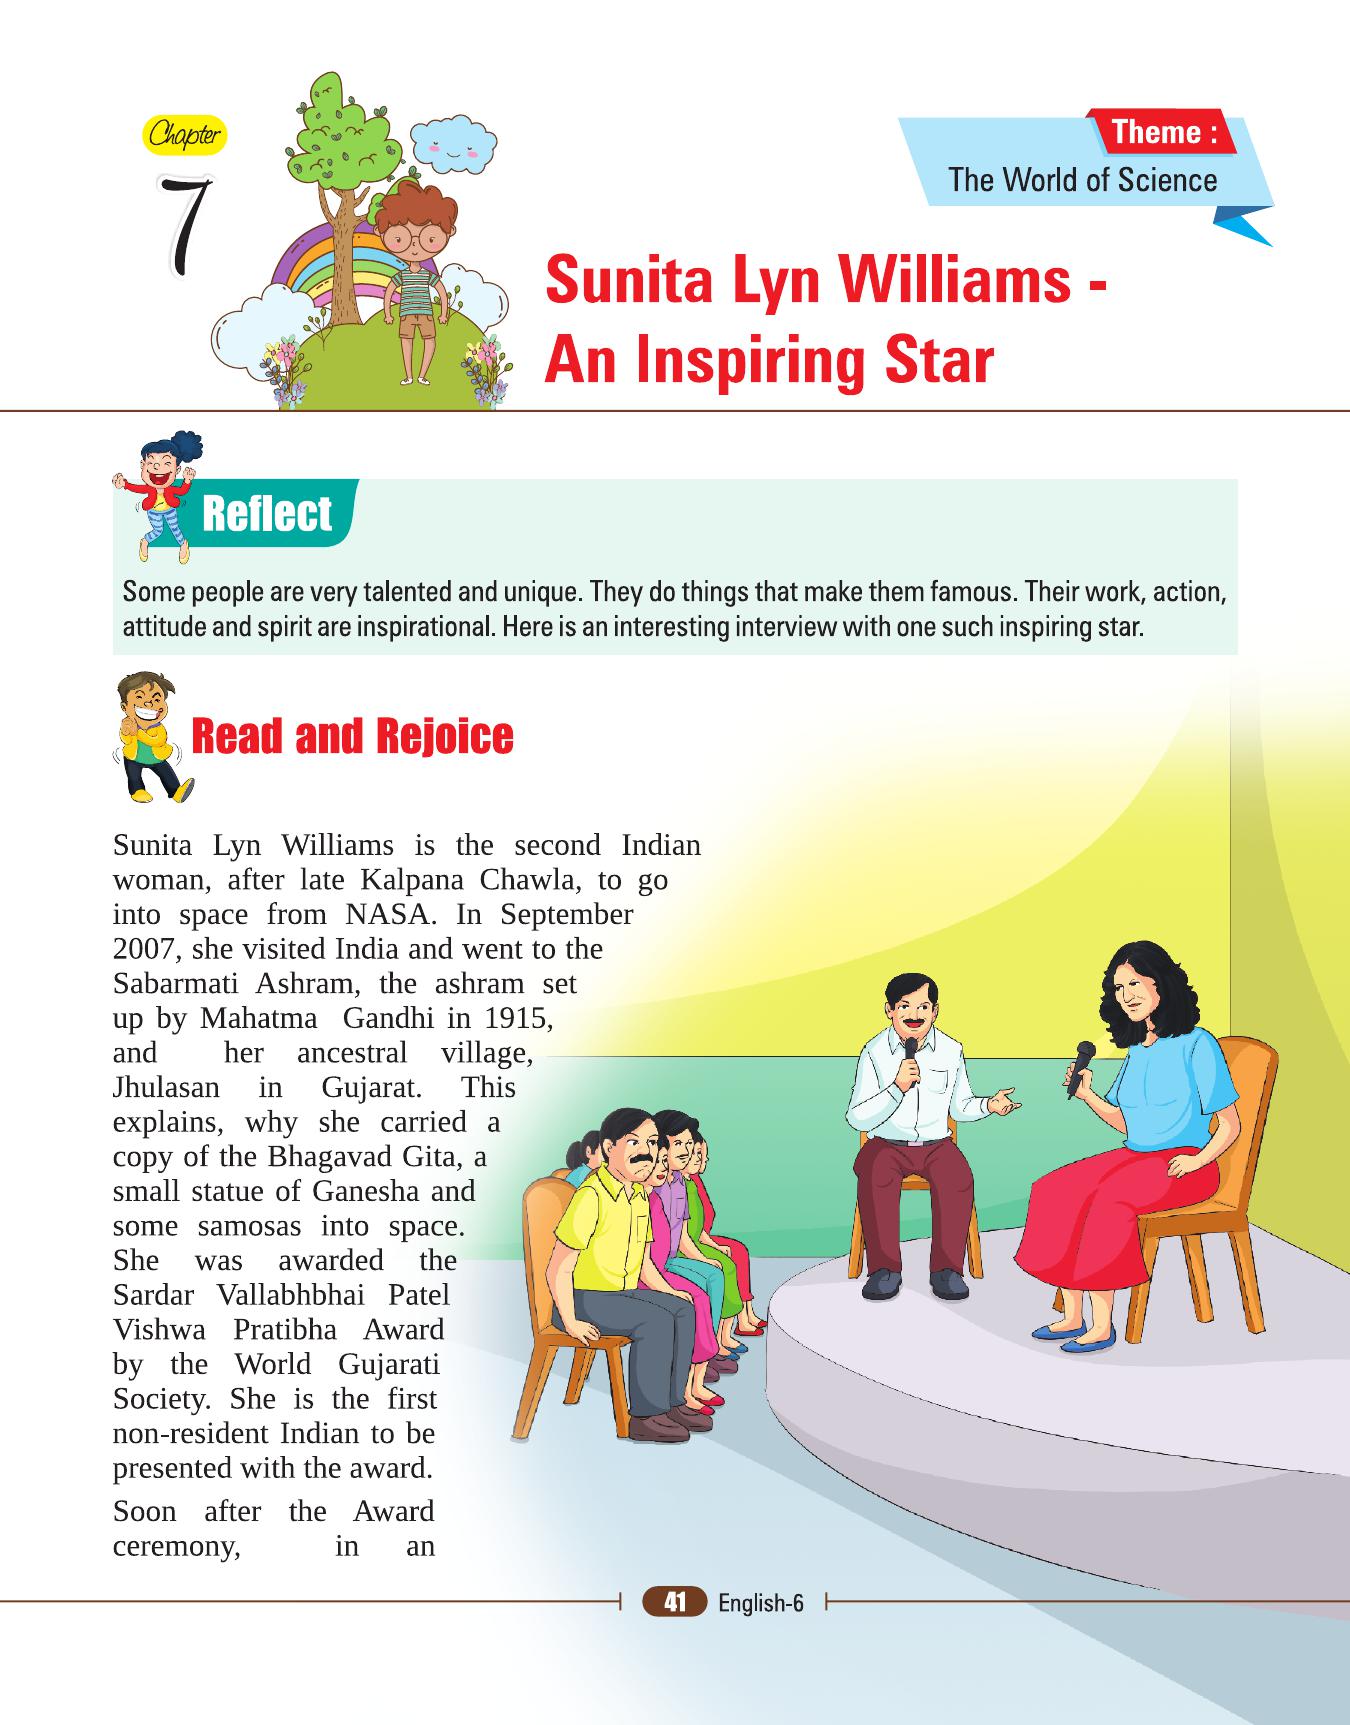 Chapter
7
Theme :
The World of Science
Sunita Lyn Williams -
An Inspiring Star
Reflect
Some people are very talented and unique. They do things that make them famous. Their work, action,
attitude and spirit are inspirational. Here is an interesting interview with one such inspiring star.
Read and Rejoice
Sunita Lyn Williams is the second Indian
woman, after late Kalpana Chawla, to go
into space from NASA. In September
2007, she visited India and went to the
Sabarmati Ashram, the ashram set
up by Mahatma Gandhi in 1915,
and her ancestral village,
Jhulasan in Gujarat. This
explains, why she carried a
copy of the Bhagavad Gita, a
small statue of Ganesha and
some samosas into space.
She was awarded the
Sardar Vallabhbhai Patel
Vishwa Pratibha Award
by the World Gujarati
Society. She is the first
non-resident Indian to be
presented with the award.
Soon after the Award
ceremony, in an
41 English-6